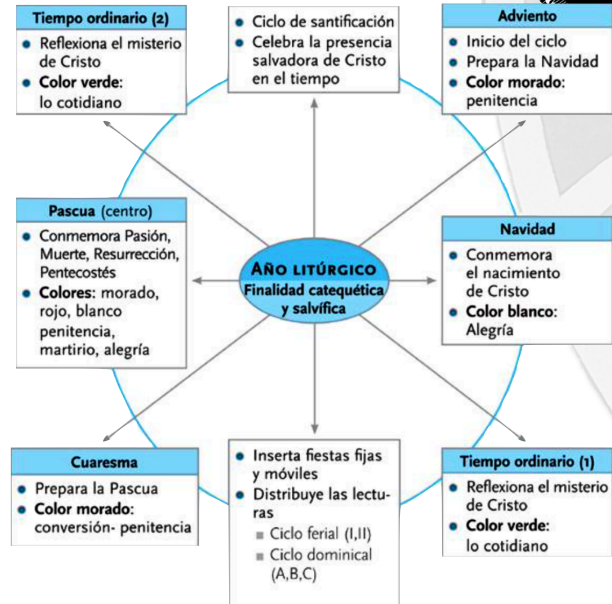 Tiempo ordinario (2)
• Reflexiona el misterio
de Cristo
• Color verde:
lo cotidiano
• Ciclo de santificación
• Celebra la presencia
salvadora de Cristo
en el tiempo
Adviento
• Inicio del ciclo
• Prepara la Navidad
• Color morado:
penitencia
Pascua (centro)
• Conmemora Pasión,
Muerte, Resurrección,
Pentecostés
• Colores: morado,
rojo, blanco
penitencia,
martirio, alegría
AÑO LITÚRGICO
Finalidad catequética
y salvífica
Navidad
• Conmemora
el nacimiento
de Cristo
• Color blanco:
Alegría
Cuaresma
• Prepara la Pascua
• Color morado:
conversión- penitencia
• Inserta fiestas fijas
y móviles
• Distribuye las lectu-
ras
■ Ciclo ferial (I,II)
■ Ciclo dominical
(A,B,C)
Tiempo ordinario (1)
• Reflexiona el misterio
de Cristo
• Color verde:
lo cotidiano